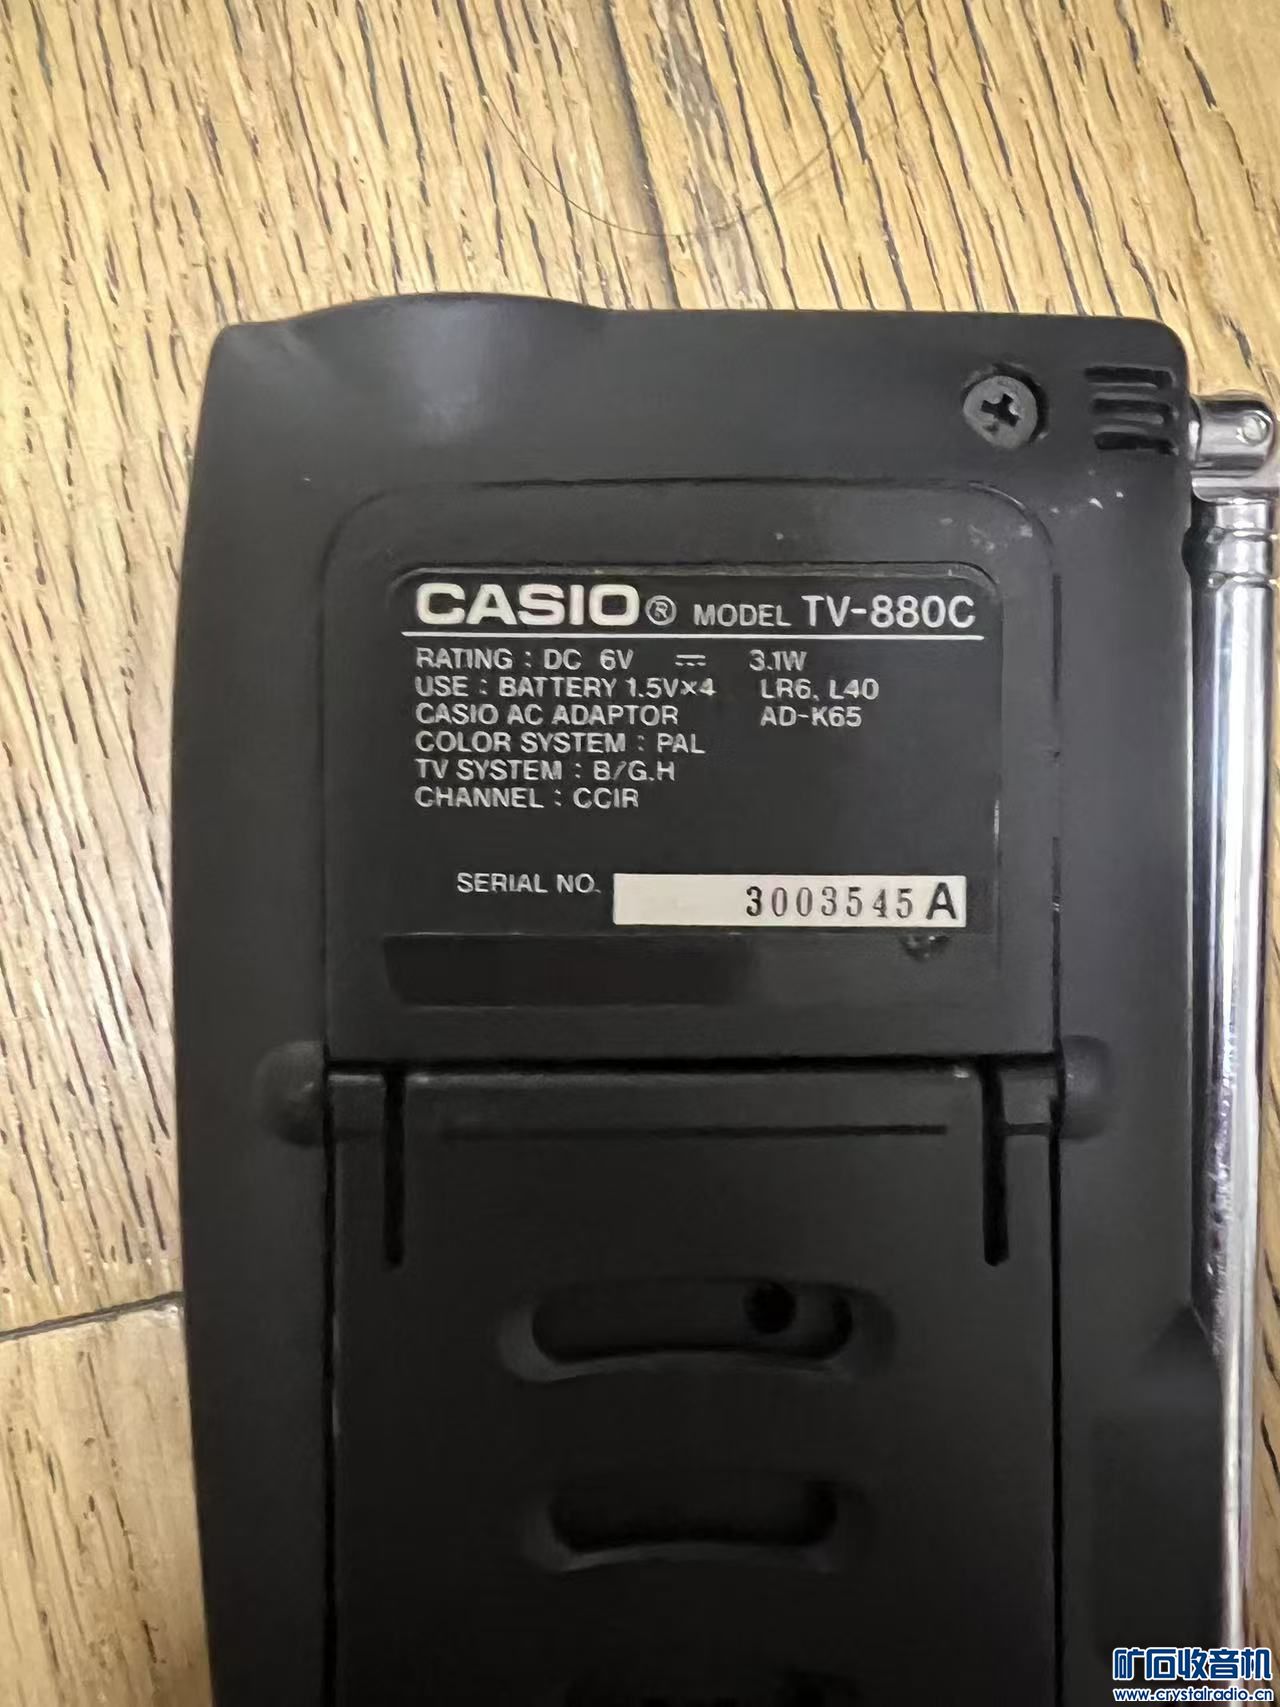 CASIO® MODEL TV-880C
RATING : DC 6V ⎓ 3.1W
USE : BATTERY 1.5V×4 LR6, L40
CASIO AC ADAPTOR AD-K65
COLOR SYSTEM : PAL
TV SYSTEM : B/G.H
CHANNEL : CCIR
SERIAL NO. 3003545A
矿石收音机
www.crystalradio.cn